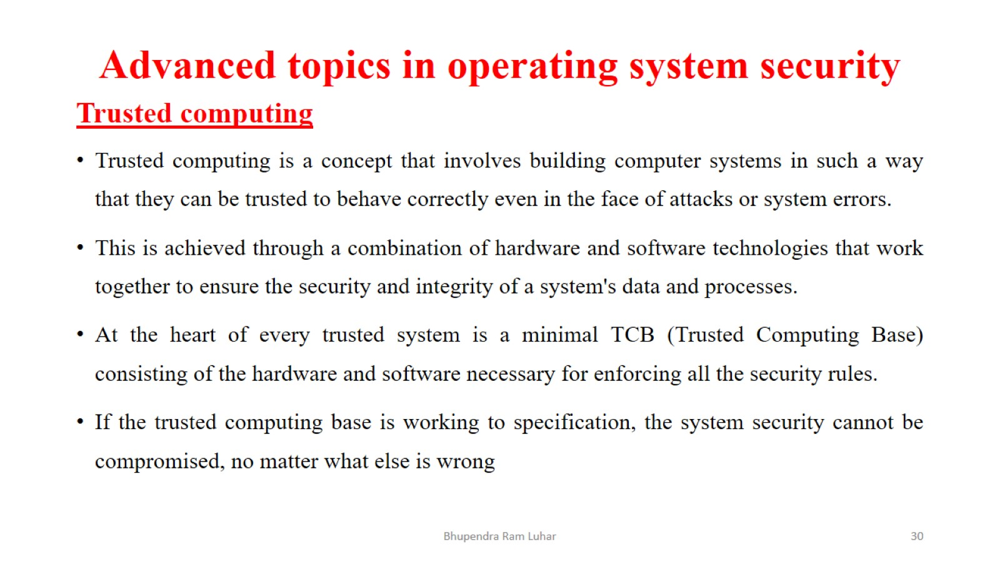 Advanced topics in operating system security
Trusted computing
• Trusted computing is a concept that involves building computer systems in such a way
that they can be trusted to behave correctly even in the face of attacks or system errors.
• This is achieved through a combination of hardware and software technologies that work
together to ensure the security and integrity of a system's data and processes.
• At the heart of every trusted system is a minimal TCB (Trusted Computing Base)
consisting of the hardware and software necessary for enforcing all the security rules.
• If the trusted computing base is working to specification, the system security cannot be
compromised, no matter what else is wrong
Bhupendra Ram Luhar
30